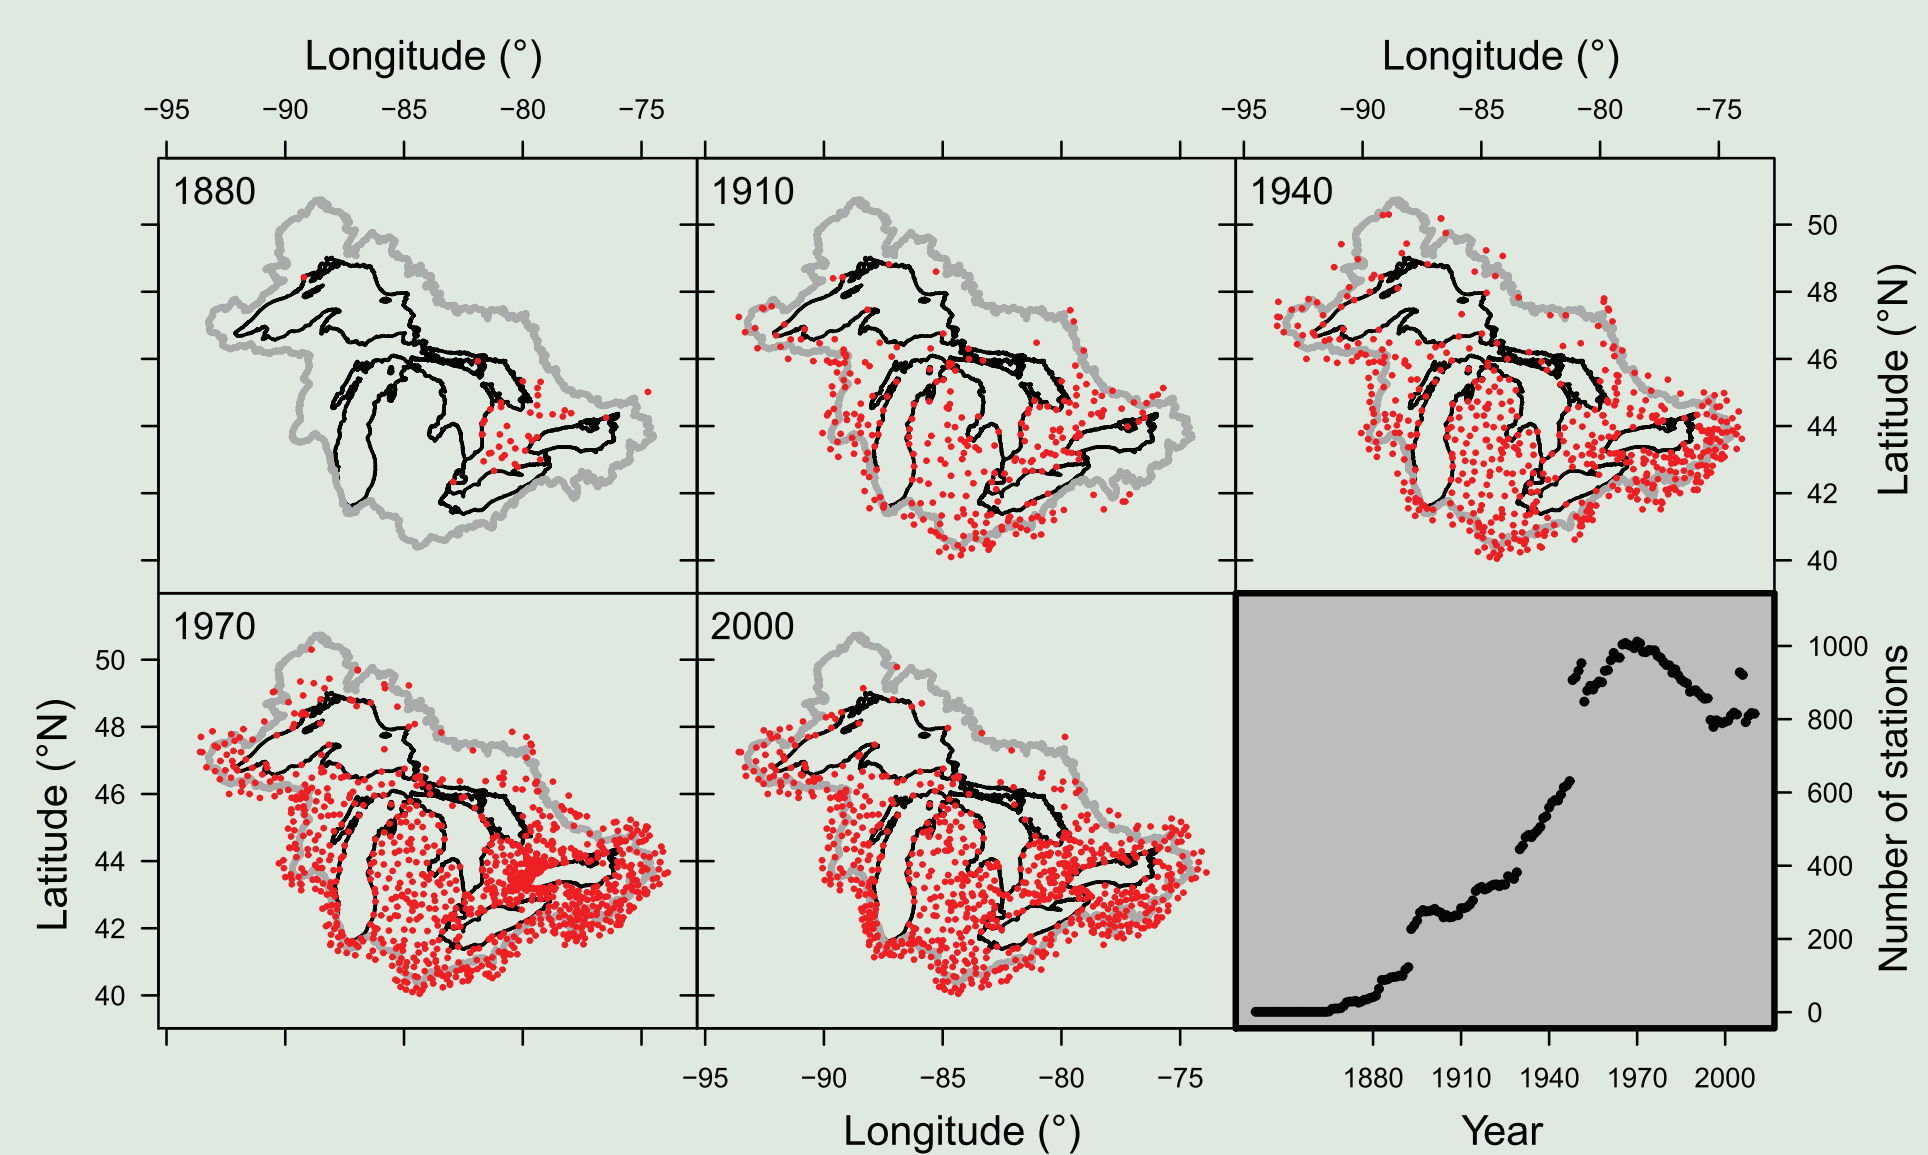 Longitude (°) Longitude (°)
−95 −90 −85 −80 −75 −95 −90 −85 −80 −75
1880 1910 1940
50
48
46
44
42
40
Latitude (°N)
1970 2000
50
48
46
44
42
40
Latitude (°N)
1000
800
600
400
200
0
Number of stations
−95 −90 −85 −80 −75 1880 1910 1940 1970 2000
Longitude (°) Year